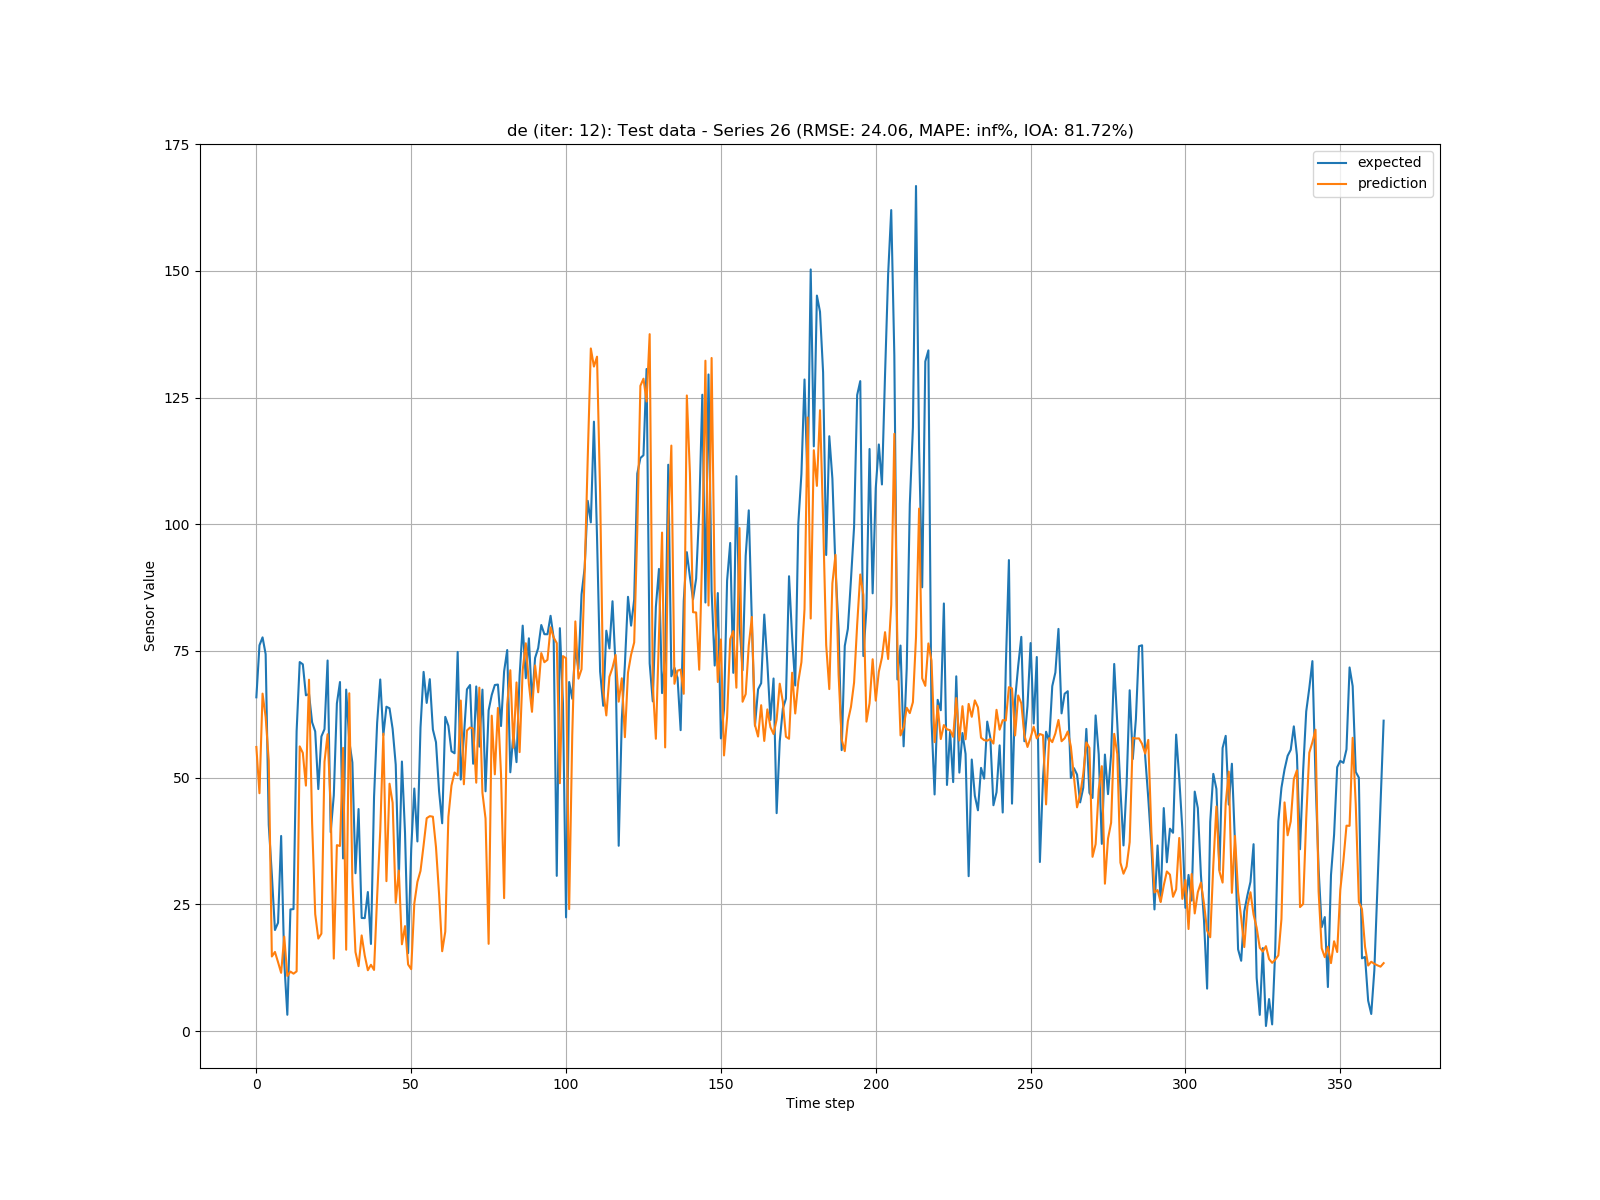 de (iter: 12): Test data - Series 26 (RMSE: 24.06, MAPE: inf%, IOA: 81.72%)
expected
prediction
175
150
125
100
75
50
25
0
Sensor Value
0 50 100 150 200 250 300 350
Time step